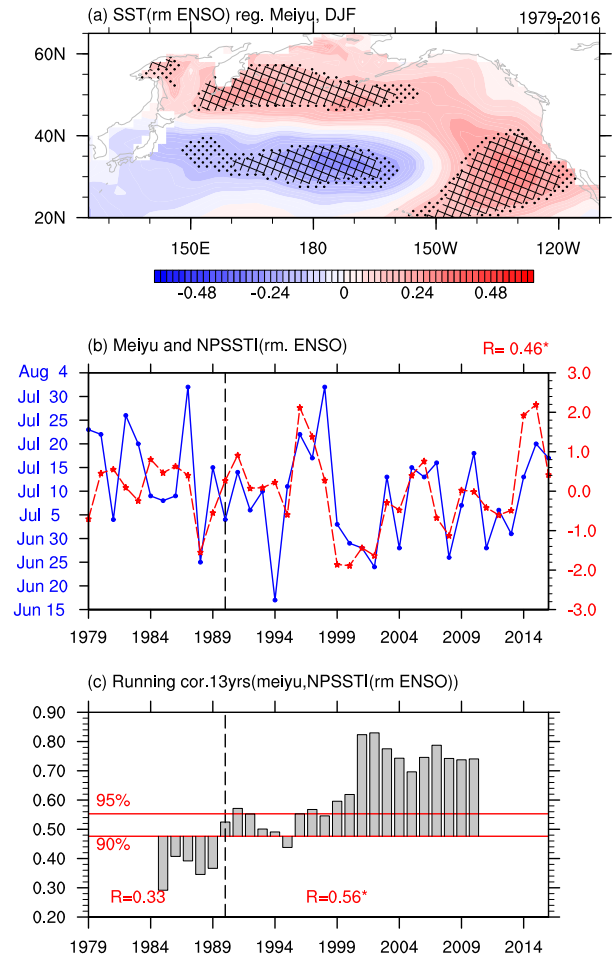 (a) SST(rm ENSO) reg. Meiyu, DJF 1979-2016
60N
40N
20N
150E 180 150W 120W
-0.48 -0.24 0 0.24 0.48
(b) Meiyu and NPSSTI(rm. ENSO) R= 0.46*
Aug 4 3.0
Jul 30
Jul 25 2.0
Jul 20
Jul 15 1.0
Jul 10 0.0
Jul 5 -1.0
Jun 30
Jun 25 -2.0
Jun 20
Jun 15 -3.0
1979 1984 1989 1994 1999 2004 2009 2014
(c) Running cor.13yrs(meiyu,NPSSTI(rm ENSO))
0.90
0.80
0.70
0.60
95%
0.50
90%
0.40
0.30
R=0.33 R=0.56*
0.20
1979 1984 1989 1994 1999 2004 2009 2014